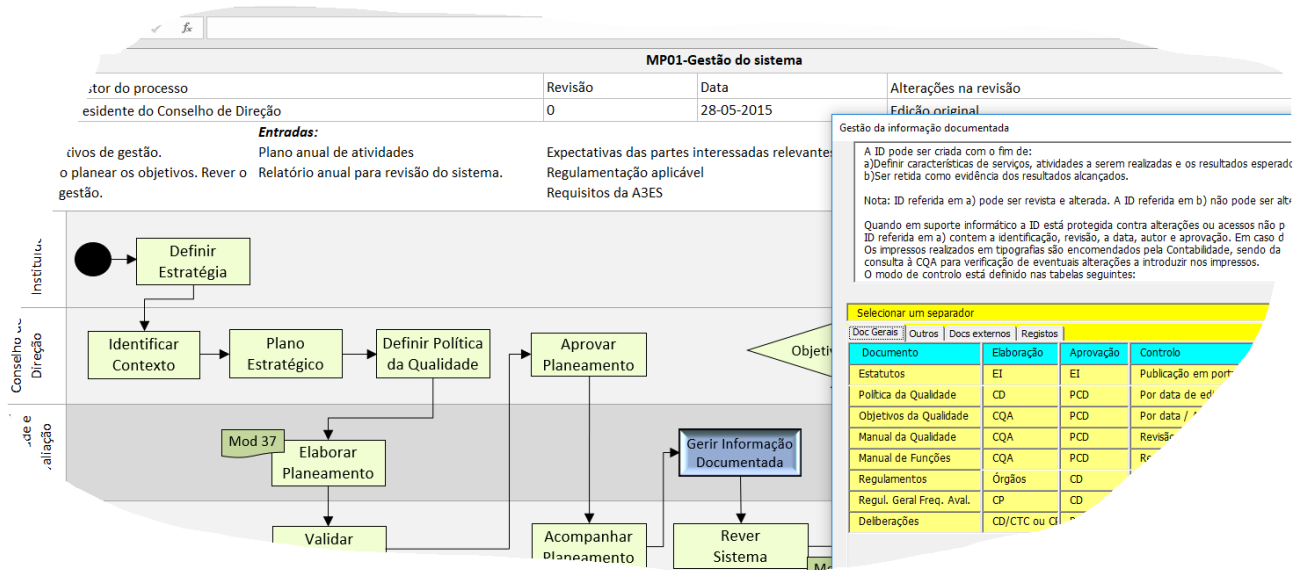 fx
MP01-Gestão do sistema
do processo
Revisão
Data
Alterações na revisão
do Conselho de Direção
0
28-05-2015
Edição original
Entradas:
de gestão.
Plano anual de atividades
Expectativas das partes interessadas relevantes
o planear os objetivos. Rever o
Relatório anual para revisão do sistema.
Regulamentação aplicável
gestão.
Requisitos da A3ES
Definir
Estratégia
Conselho
Direção
Identificar
Contexto
Plano
Estratégico
Definir Política
da Qualidade
Aprovar
Planeamento
Mod 37
Elaborar
Planeamento
Gerir Informação
Documentada
Validar
Acompanhar
Planeamento
Rever
Sistema
Gestão da informação documentada
A ID pode ser criada com o fim de:
a)Definir características de serviços, atividades a serem realizadas e os resultados
b)Ser retida como evidência dos resultados alcançados.
Nota: ID referida em a) pode ser revista e alterada. A ID referida em b) não pode ser
Quando em suporte informático a ID está protegida contra alterações ou acessos não
ID referida em a) contem a identificação, revisão, a data, autor e aprovação. Em caso
Os impressos realizados em tipografias são encomendados pela Contabilidade, sendo da
consulta à CQA para verificação de eventuais alterações a introduzir nos impressos.
O modo de controlo está definido nas tabelas seguintes:
Selecionar um separador
Doc Gerais Outros Docs externos Registos
Documento Elaboração Aprovação Controlo
Estatutos EI EI Publicação em
Política da Qualidade CD PCD Por data de
Objetivos da Qualidade CQA PCD Por data /
Manual da Qualidade CQA PCD Revisão
Manual de Funções CQA PCD
Regulamentos Órgãos CD
Regul. Geral Freq. Aval. CP CD
Deliberações CD/CTC ou